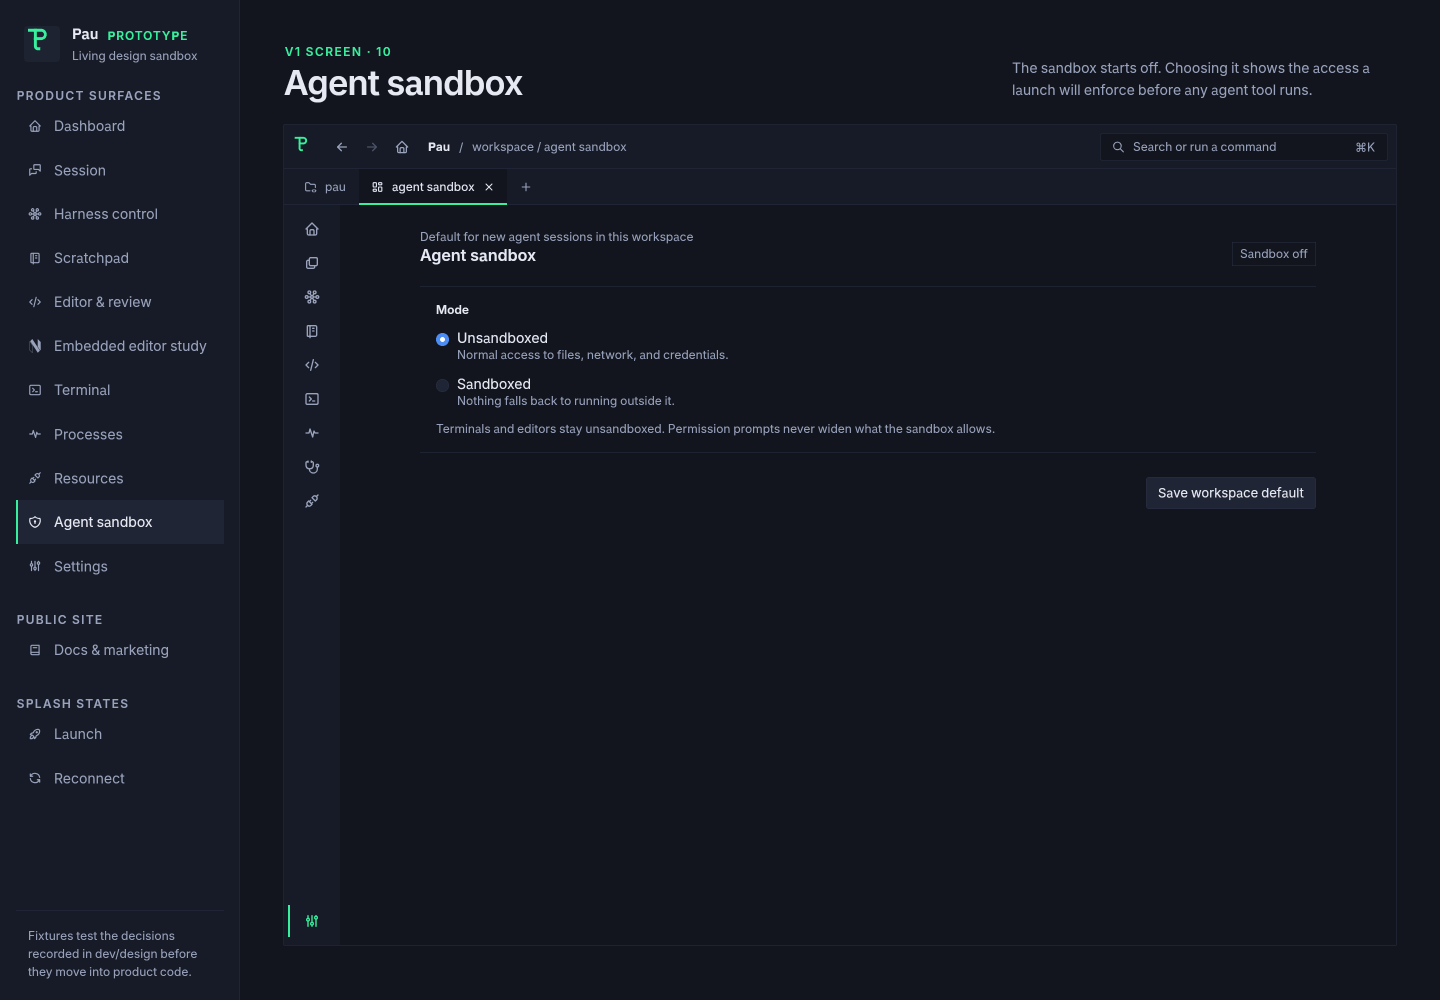 Pau PROTOTYPE
Living design sandbox
PRODUCT SURFACES
Dashboard
Session
Harness control
Scratchpad
Editor & review
Embedded editor study
Terminal
Processes
Resources
Agent sandbox
Settings
PUBLIC SITE
Docs & marketing
SPLASH STATES
Launch
Reconnect
Fixtures test the decisions
recorded in dev/design before
they move into product code.
V1 SCREEN · 10
Agent sandbox
The sandbox starts off. Choosing it shows the access a
launch will enforce before any agent tool runs.
Pau / workspace / agent sandbox
Search or run a command ⌘K
pau
agent sandbox
Default for new agent sessions in this workspace
Agent sandbox
Sandbox off
Mode
Unsandboxed
Normal access to files, network, and credentials.
Sandboxed
Nothing falls back to running outside it.
Terminals and editors stay unsandboxed. Permission prompts never widen what the sandbox allows.
Save workspace default